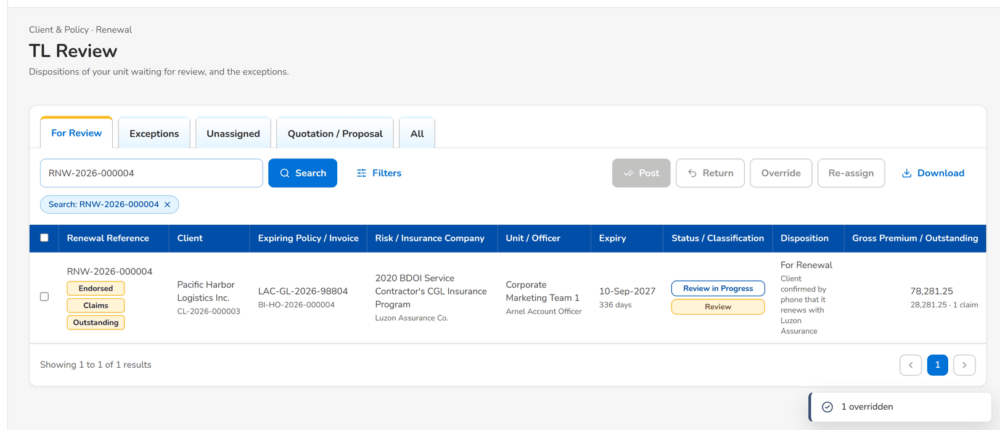 Client & Policy · Renewal
TL Review
Dispositions of your unit waiting for review, and the exceptions.
For Review
Exceptions
Unassigned
Quotation / Proposal
All
RNW-2026-000004
Search
Filters
Post
Return
Override
Re-assign
Download
Search: RNW-2026-000004
Renewal Reference
Client
Expiring Policy / Invoice
Risk / Insurance Company
Unit / Officer
Expiry
Status / Classification
Disposition
Gross Premium / Outstanding
RNW-2026-000004
Endorsed
Claims
Outstanding
Pacific Harbor
Logistics Inc.
CL-2026-000003
LAC-GL-2026-98804
BI-HO-2026-000004
2020 BDOI Service
Contractor's CGL Insurance
Program
Luzon Assurance Co.
Corporate
Marketing Team 1
Arnel Account Officer
10-Sep-2027
336 days
Review in Progress
Review
For Renewal
Client
confirmed by
phone that it
renews with
Luzon
Assurance
78,281.25
28,281.25 · 1 claim
Showing 1 to 1 of 1 results
1
1 overridden